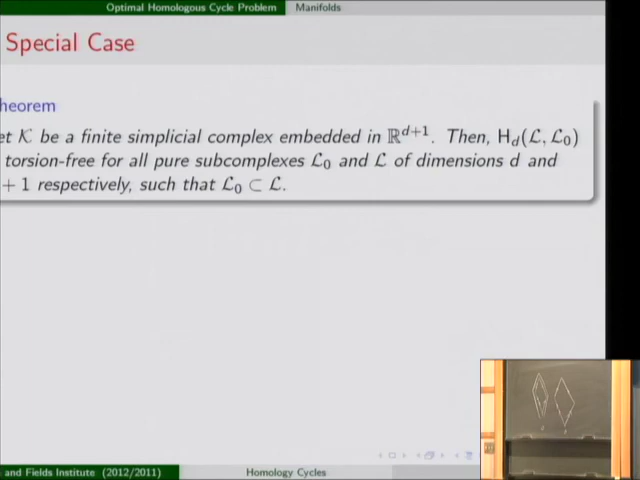 Optimal Homologous Cycle Problem Manifolds
Special Case
heorem
et K be a finite simplicial complex embedded in ℝ^{d+1}. Then, H_d(L, L_0)
torsion-free for all pure subcomplexes L_0 and L of dimensions d and
+ 1 respectively, such that L_0 ⊂ L.
and Fields Institute (2012/2011) Homology Cycles